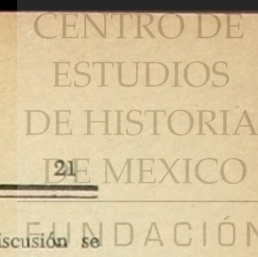 CENTRO DE
ESTUDIOS
DE HISTORIA
DE MEXICO
21
FUNDACIÓN
iscusión se